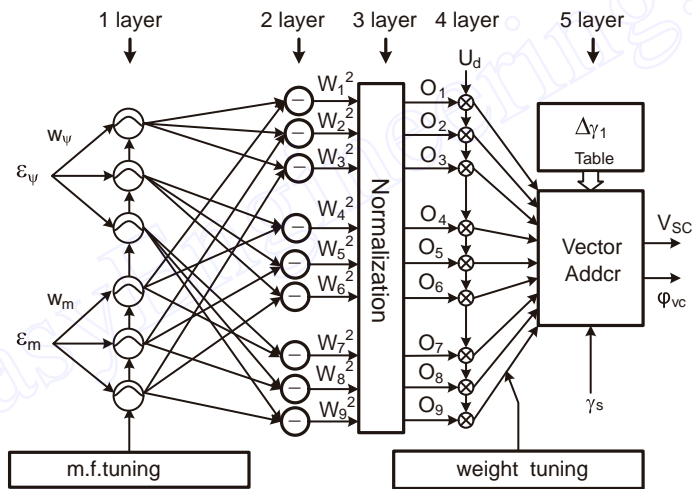 1 layer 2 layer 3 layer 4 layer 5 layer
U_d
W_1^2 O_1
W_2^2 O_2
W_3^2 O_3
W_4^2 O_4
W_5^2 O_5
W_6^2 O_6
W_7^2 O_7
W_8^2 O_8
W_9^2 O_9
w_ψ
ε_ψ
w_m
ε_m
− − − − − − − − −
Normalization
Δγ_1
Table
Vector
Addcr
V_SC
φ_vc
γ_s
m.f.tuning
weight tuning
asyEngineering.